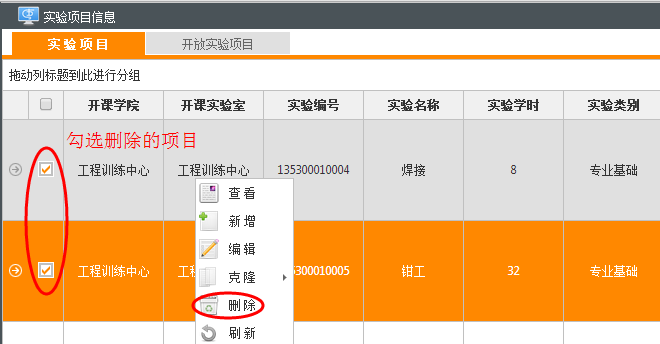 实验项目信息
实验项目 开放实验项目
拖动列标题到此进行分组
开课学院 开课实验室 实验编号 实验名称 实验学时 实验类别
勾选删除的项目
工程训练中心 工程训练中心 135300010004 焊接 8 专业基础
查看
新增
编辑
工程训练中心 工 35300010005 钳工 32 专业基础
克隆
删除
刷新